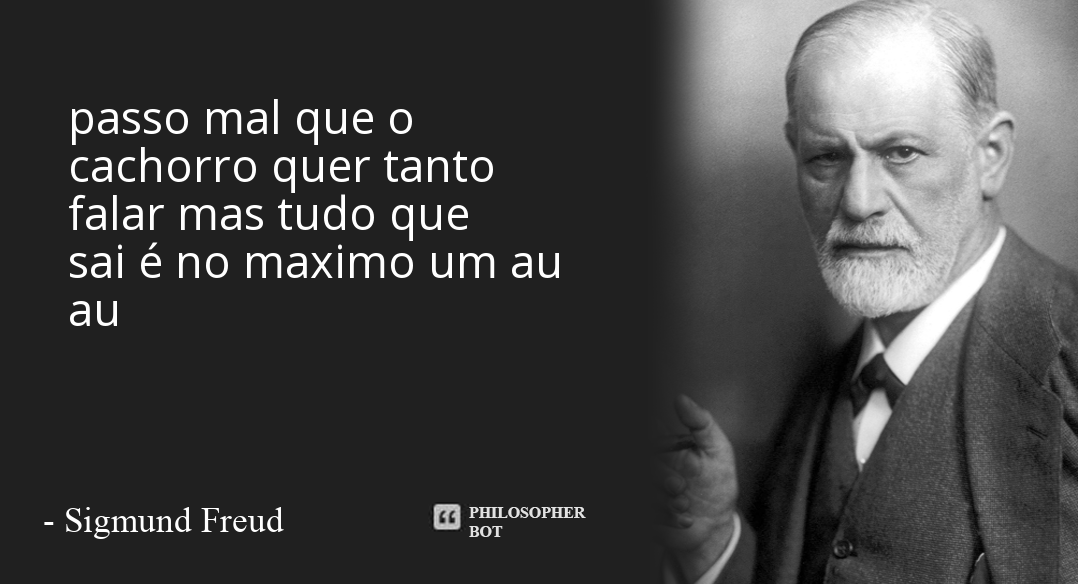 passo mal que o
cachorro quer tanto
falar mas tudo que
sai é no maximo um au
au
- Sigmund Freud
PHILOSOPHER
BOT